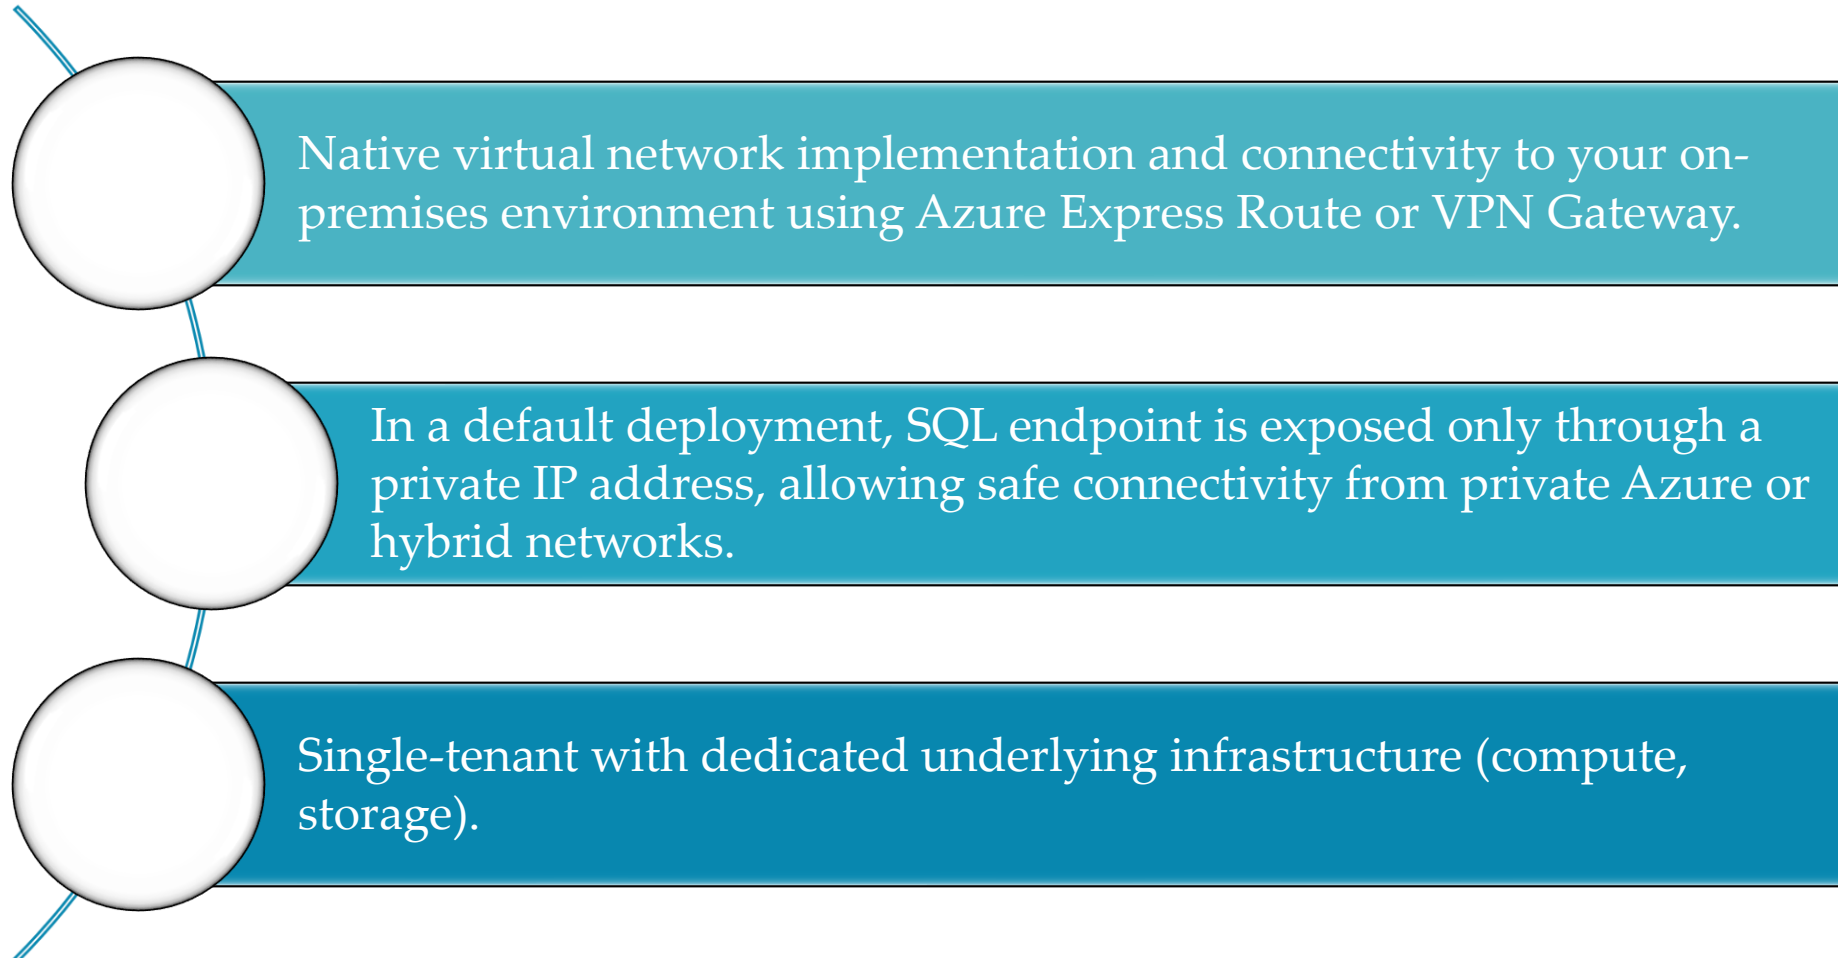 Native virtual network implementation and connectivity to your on-
premises environment using Azure Express Route or VPN Gateway.
In a default deployment, SQL endpoint is exposed only through a
private IP address, allowing safe connectivity from private Azure or
hybrid networks.
Single-tenant with dedicated underlying infrastructure (compute,
storage).